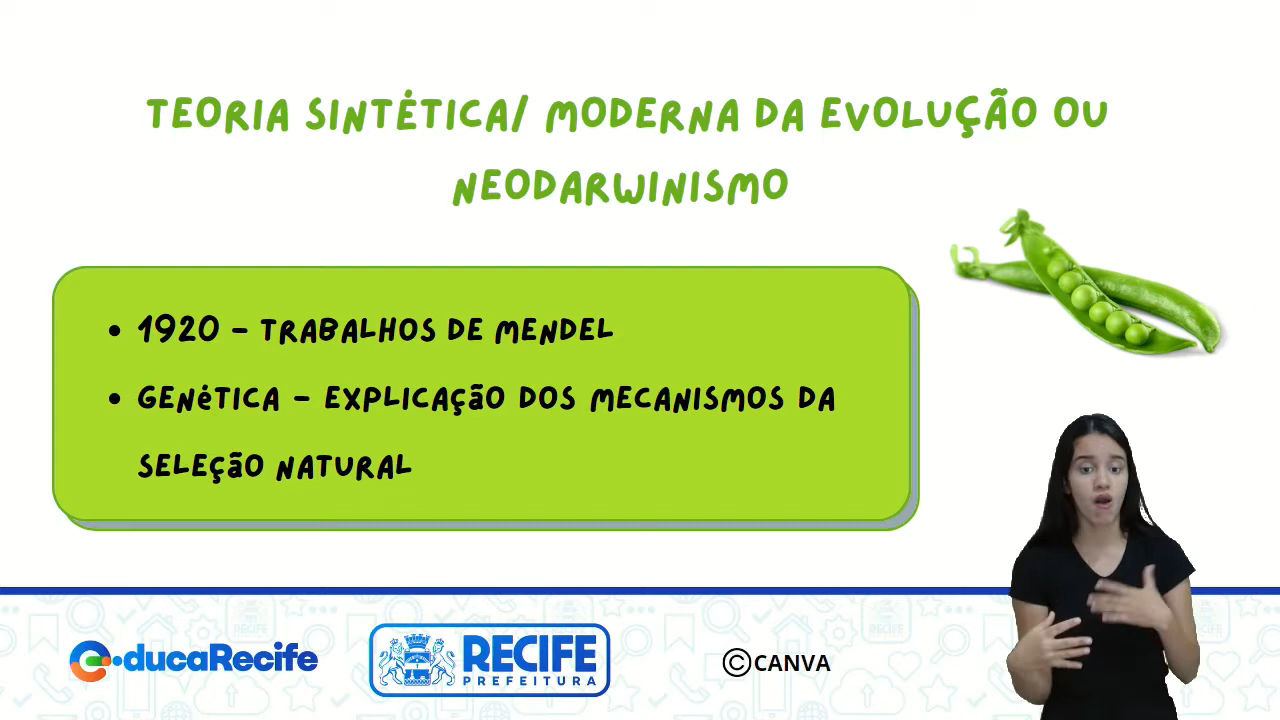 TEORIA SINTÉTICA/ MODERNA DA EVOLUÇÃO OU
NEODARWINISMO
• 1920 - TRABALHOS DE MENDEL
• GENÉTICA - EXPLICAÇÃO DOS MECANISMOS DA
SELEÇÃO NATURAL
e·ducaRecife
RECIFE
PREFEITURA
©CANVA